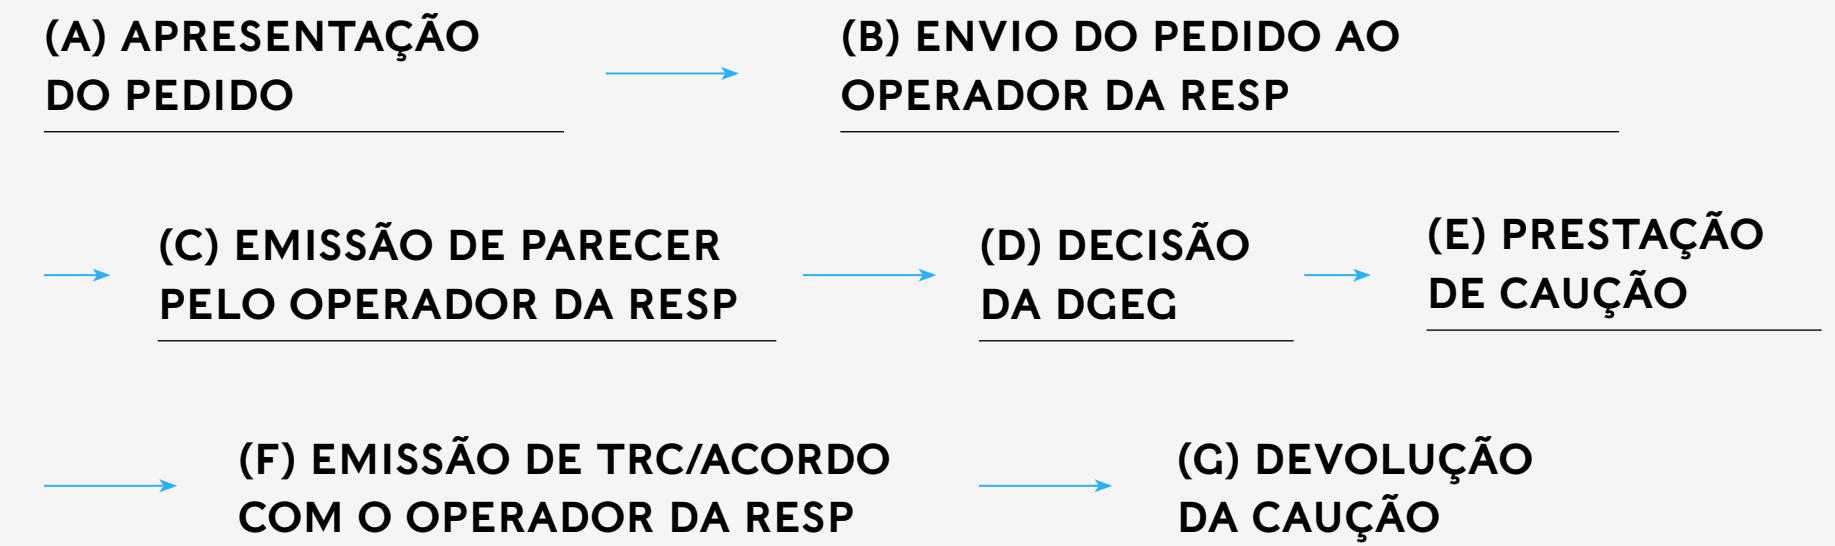 (A) APRESENTAÇÃO
DO PEDIDO
(B) ENVIO DO PEDIDO AO
OPERADOR DA RESP
(C) EMISSÃO DE PARECER
PELO OPERADOR DA RESP
(D) DECISÃO
DA DGEG
(E) PRESTAÇÃO
DE CAUÇÃO
(F) EMISSÃO DE TRC/ACORDO
COM O OPERADOR DA RESP
(G) DEVOLUÇÃO
DA CAUÇÃO